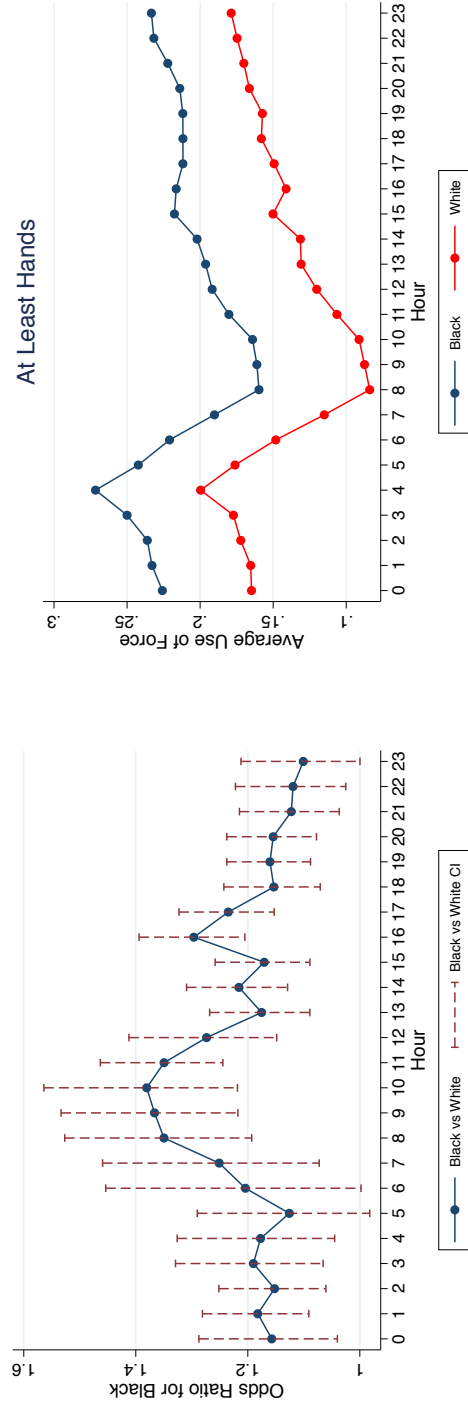 At Least Hands
Odds Ratio for Black
1.6
1.4
1.2
1
0 1 2 3 4 5 6 7 8 9 10 11 12 13 14 15 16 17 18 19 20 21 22 23
Hour
Black vs White
Black vs White CI
Average Use of Force
.3
.25
.2
.15
.1
0 1 2 3 4 5 6 7 8 9 10 11 12 13 14 15 16 17 18 19 20 21 22 23
Hour
Black
White